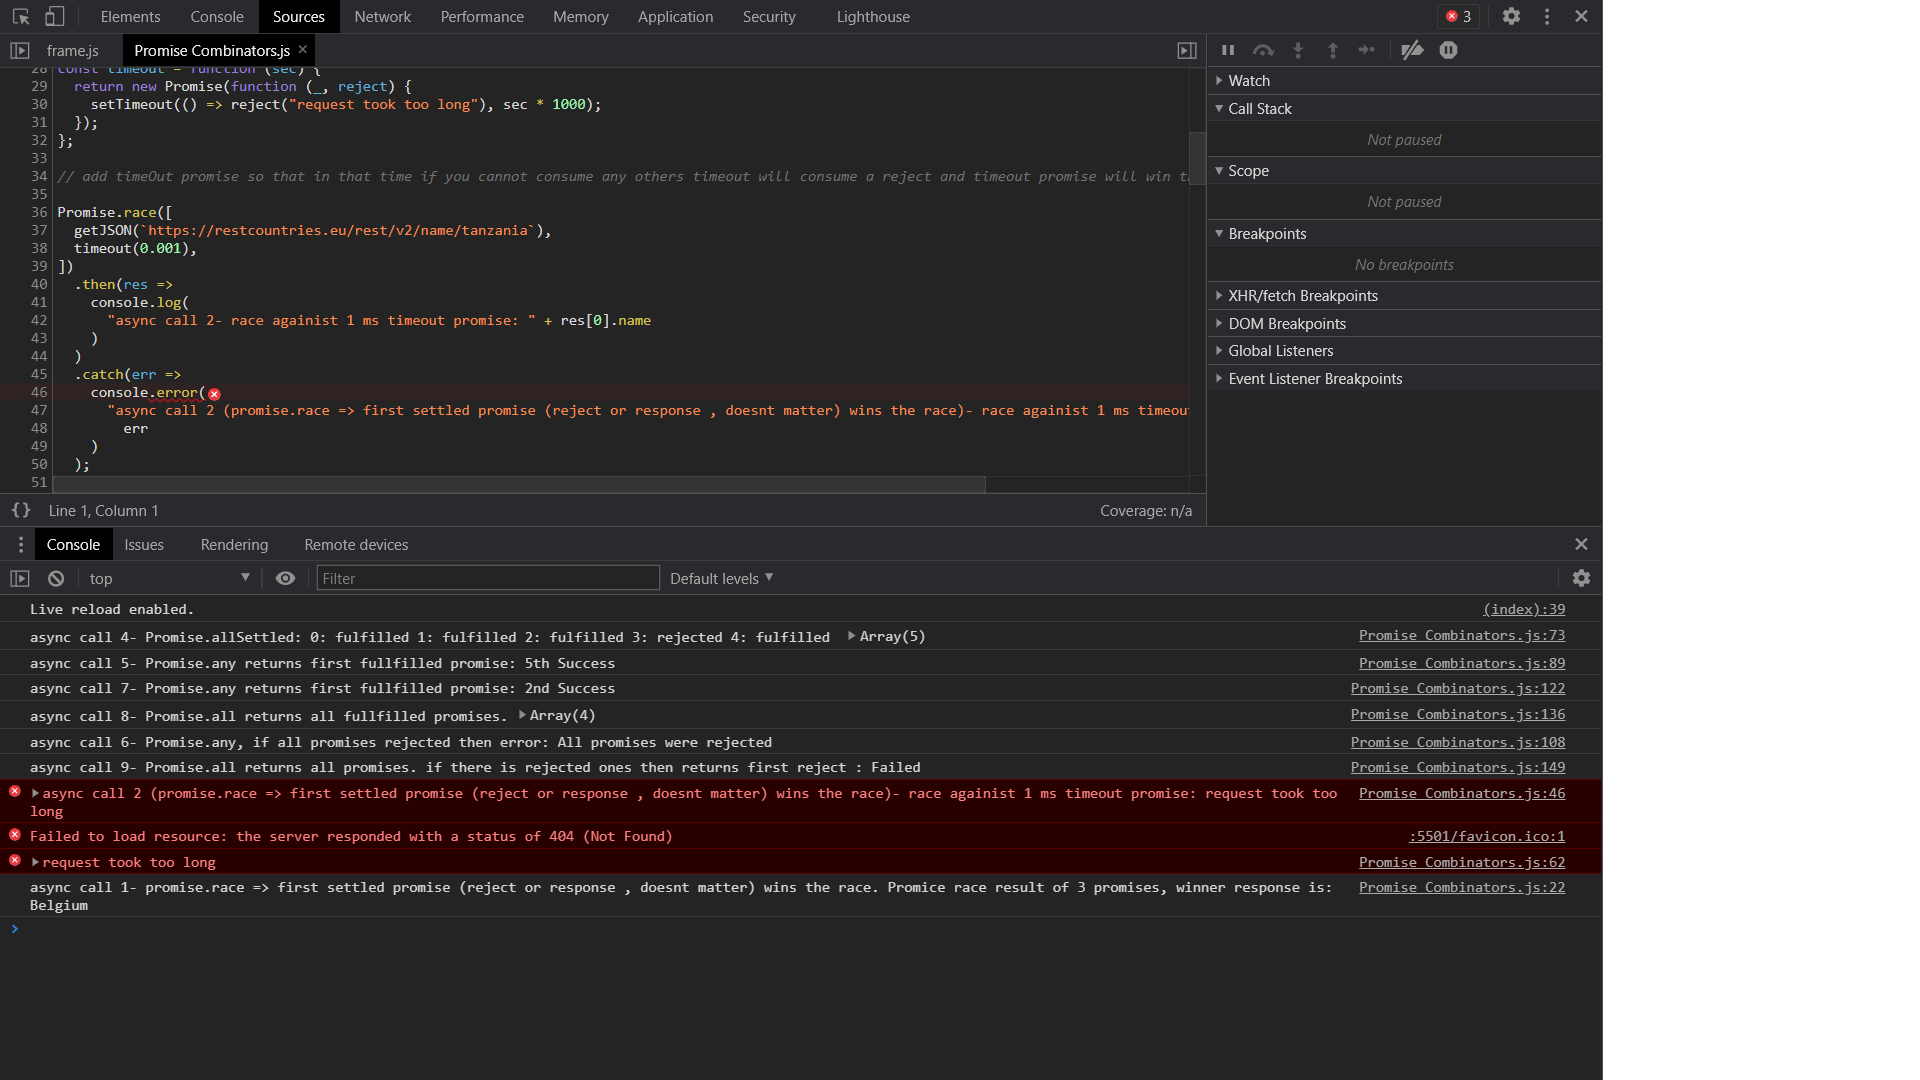 Elements Console Sources Network Performance Memory Application Security Lighthouse 3
frame.js Promise Combinators.js
28 const timeout = function (sec) {
29 return new Promise(function (_, reject) {
30 setTimeout(() => reject("request took too long"), sec * 1000);
31 });
32 };
33
34 // add timeOut promise so that in that time if you cannot consume any others timeout will consume a reject and timeout promise will win t
35
36 Promise.race([
37 getJSON(`https://restcountries.eu/rest/v2/name/tanzania`),
38 timeout(0.001),
39 ])
40 .then(res =>
41 console.log(
42 "async call 2- race againist 1 ms timeout promise: " + res[0].name
43 )
44 )
45 .catch(err =>
46 console.error(
47 "async call 2 (promise.race => first settled promise (reject or response , doesnt matter) wins the race)- race againist 1 ms timeou
48 err
49 )
50 );
51
{} Line 1, Column 1 Coverage: n/a
Watch
Call Stack
Not paused
Scope
Not paused
Breakpoints
No breakpoints
XHR/fetch Breakpoints
DOM Breakpoints
Global Listeners
Event Listener Breakpoints
Console Issues Rendering Remote devices
top Filter Default levels
Live reload enabled. (index):39
async call 4- Promise.allSettled: 0: fulfilled 1: fulfilled 2: fulfilled 3: rejected 4: fulfilled Array(5) Promise Combinators.js:73
async call 5- Promise.any returns first fullfilled promise: 5th Success Promise Combinators.js:89
async call 7- Promise.any returns first fullfilled promise: 2nd Success Promise Combinators.js:122
async call 8- Promise.all returns all fullfilled promises. Array(4) Promise Combinators.js:136
async call 6- Promise.any, if all promises rejected then error: All promises were rejected Promise Combinators.js:108
async call 9- Promise.all returns all promises. if there is rejected ones then returns first reject : Failed Promise Combinators.js:149
async call 2 (promise.race => first settled promise (reject or response , doesnt matter) wins the race)- race againist 1 ms timeout promise: request took too Promise Combinators.js:46
long
Failed to load resource: the server responded with a status of 404 (Not Found) :5501/favicon.ico:1
request took too long Promise Combinators.js:62
async call 1- promise.race => first settled promise (reject or response , doesnt matter) wins the race. Promice race result of 3 promises, winner response is: Promise Combinators.js:22
Belgium